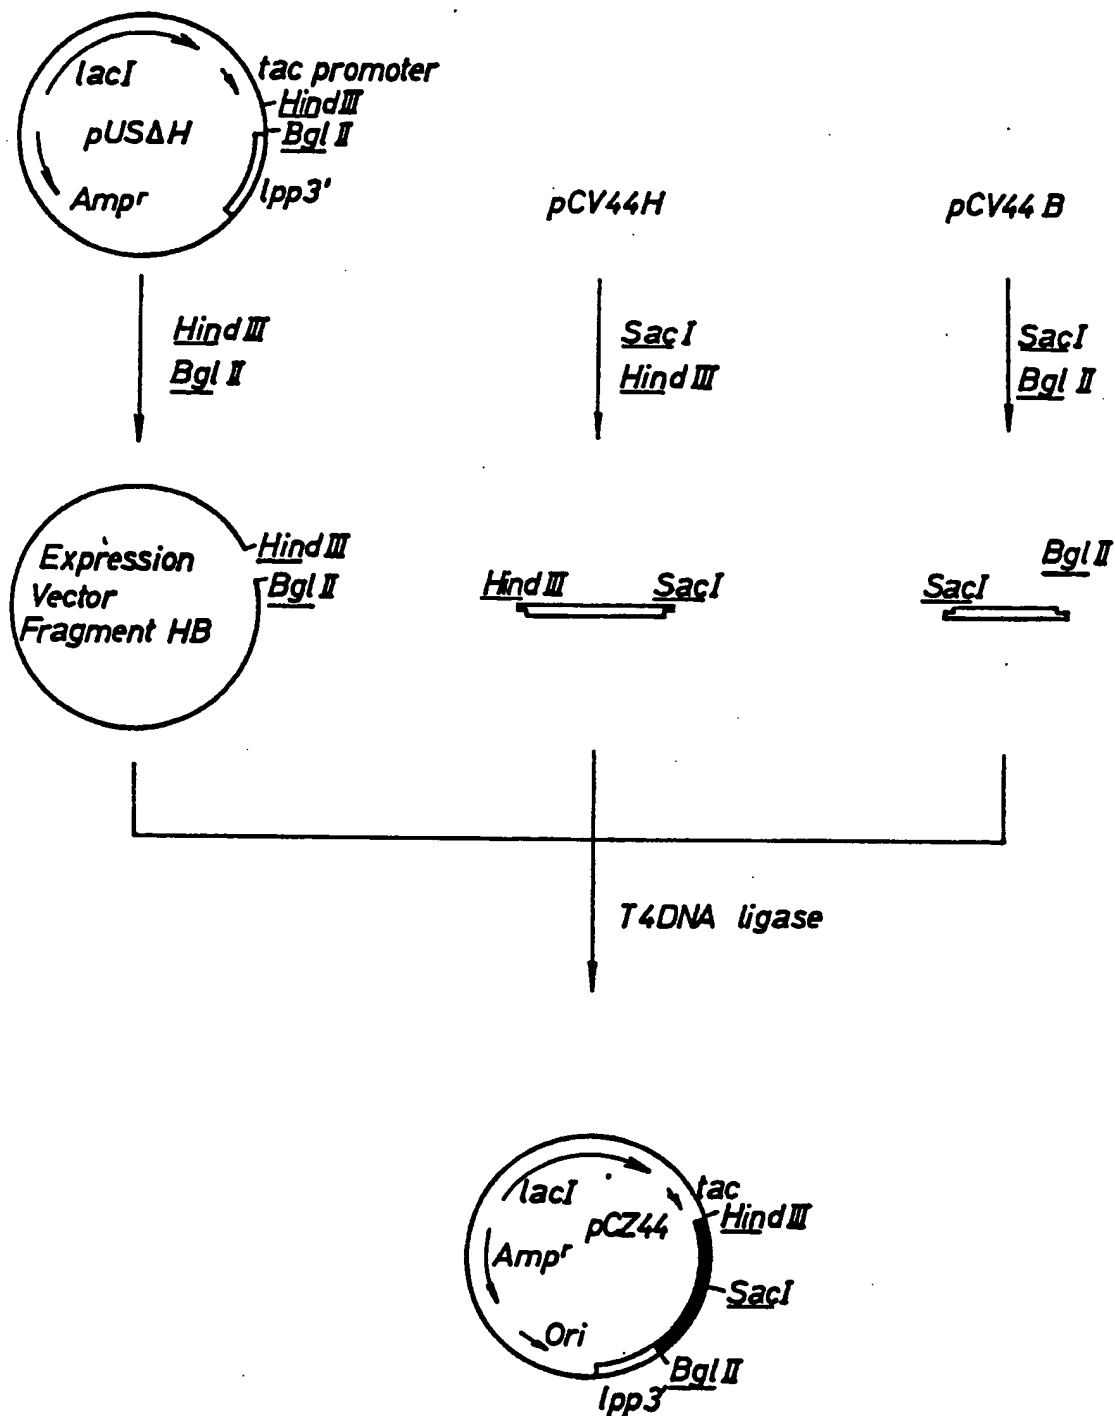 lacI
tac promoter
HindIII
pUSΔH
BglII
Ampr
lpp3'
pCV44H
pCV44B
HindIII
BglII
SacI
HindIII
SacI
BglII
Expression
Vector
Fragment HB
HindIII
BglII
HindIII
SacI
BglII
SacI
T4DNA ligase
lacI
tac
HindIII
pCZ44
Ampr
SacI
Ori
BglII
lpp3'